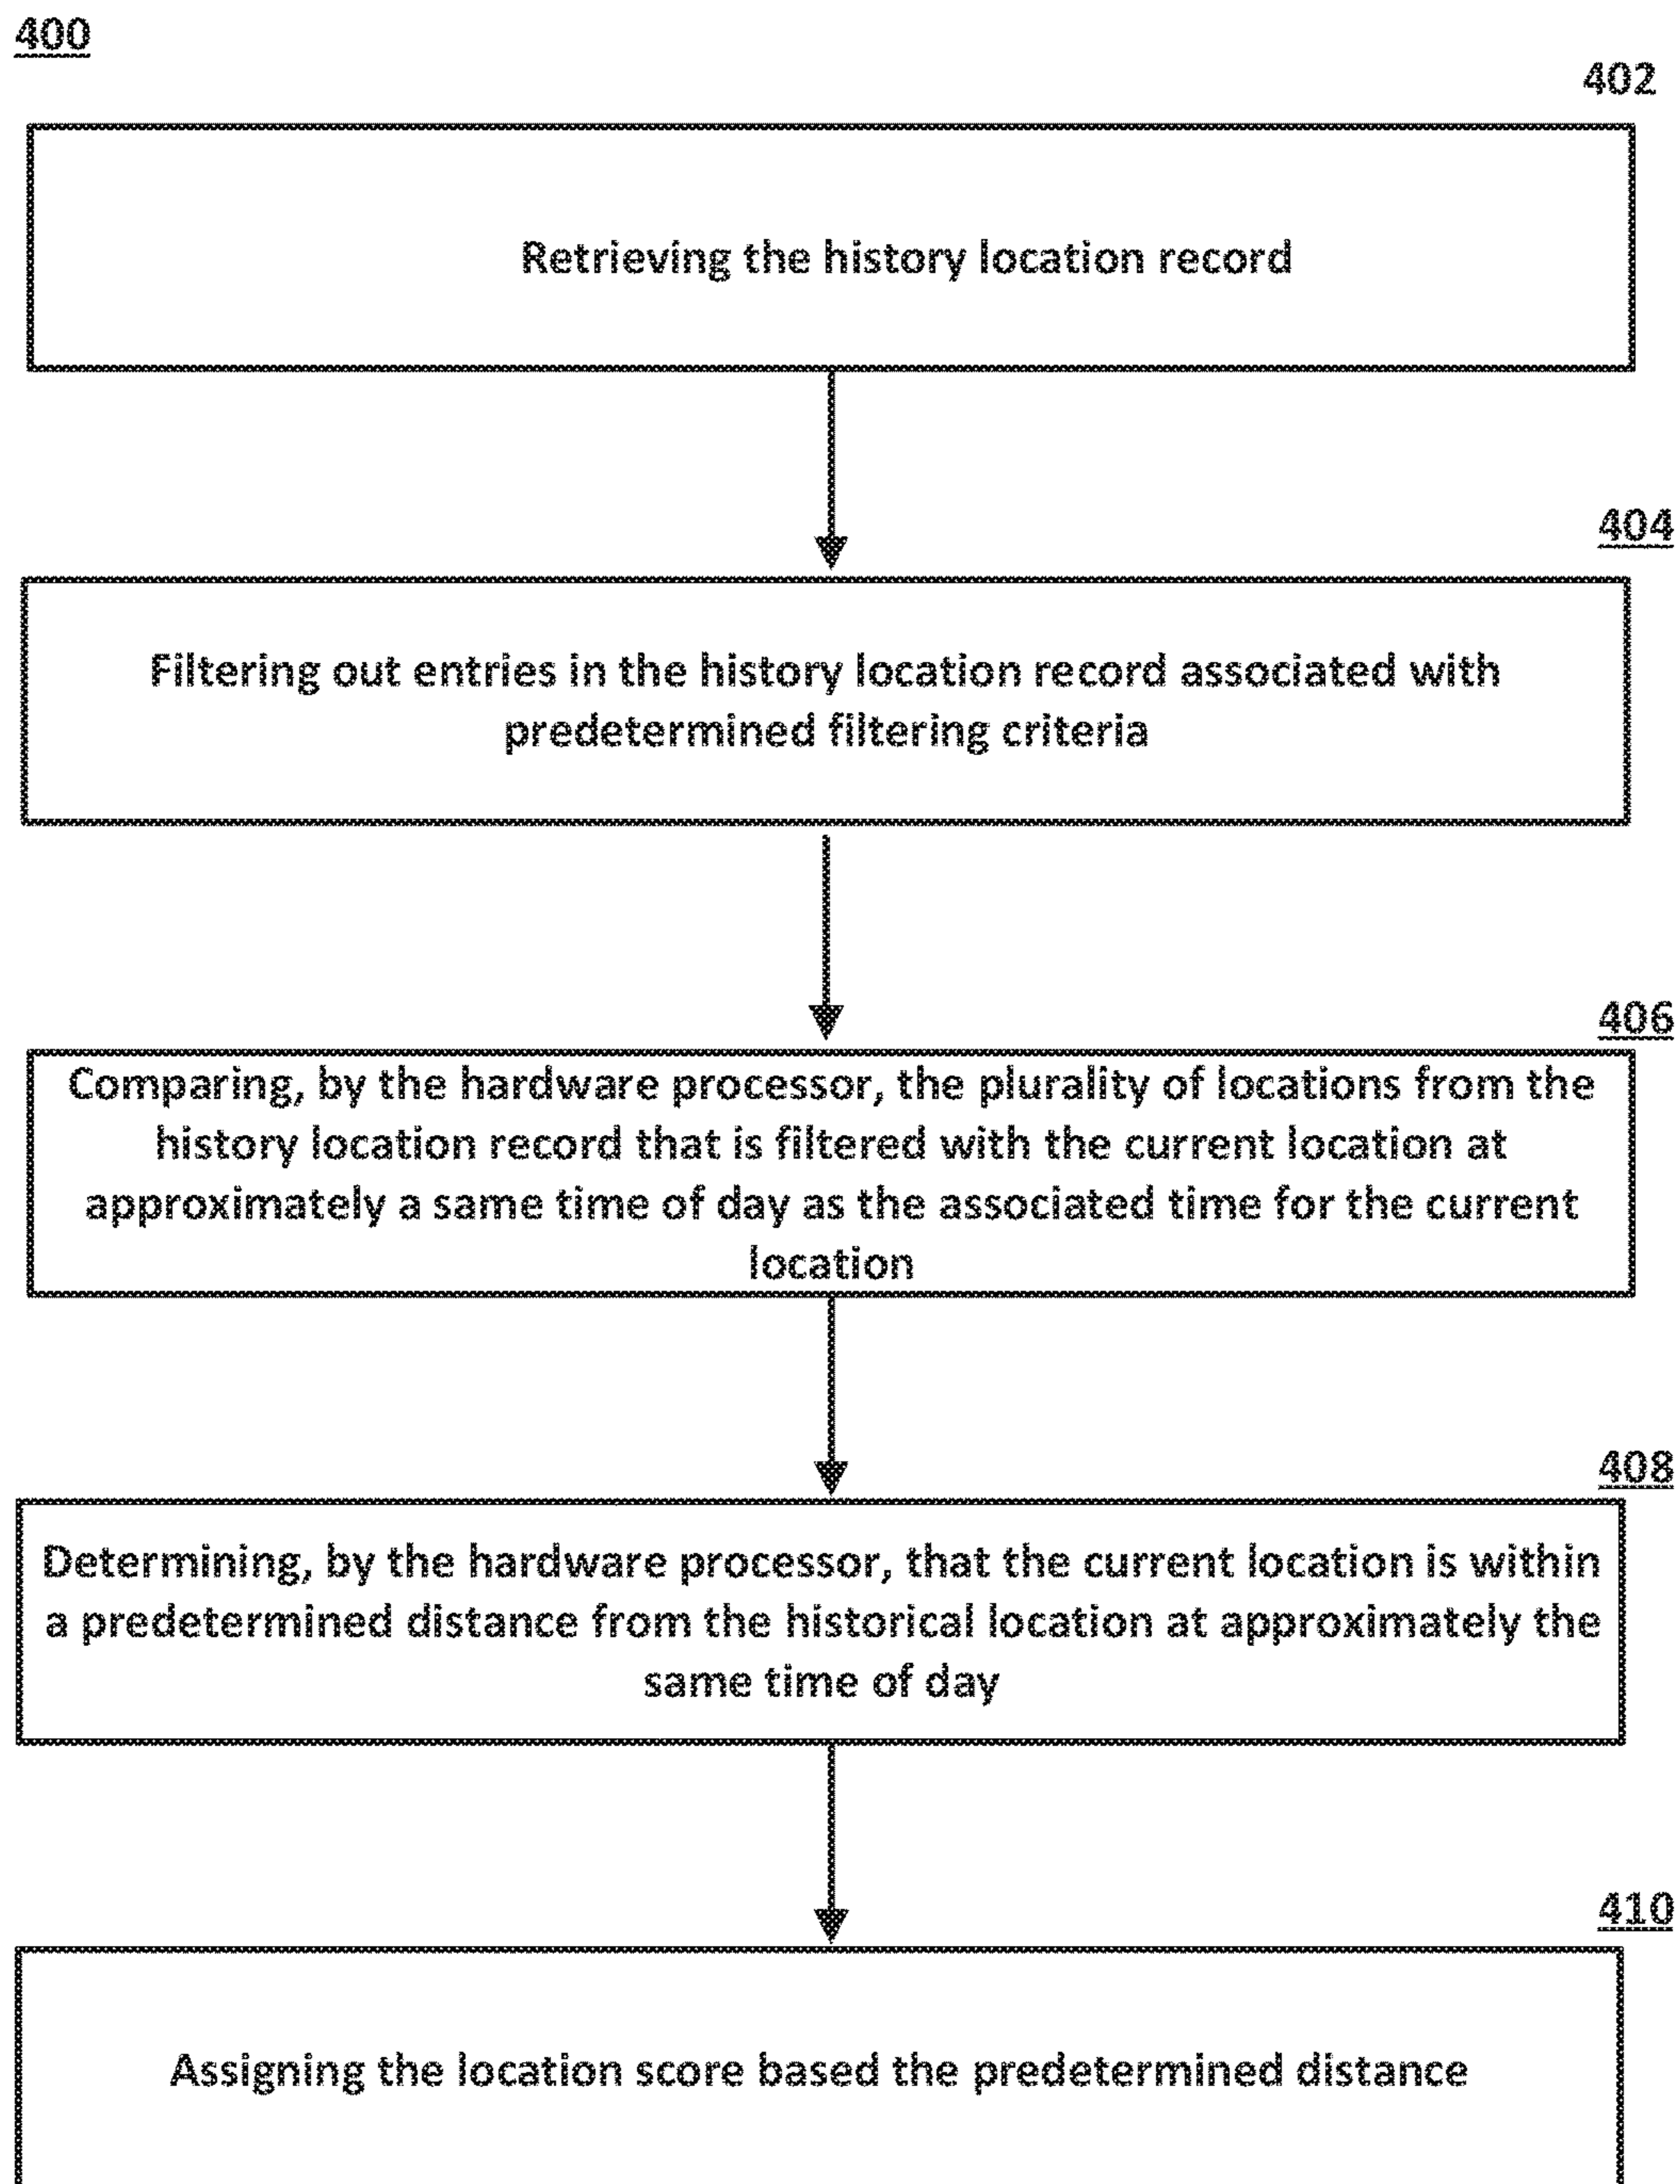 400
402
Retrieving the history location record
404
Filtering out entries in the history location record associated with
predetermined filtering criteria
406
Comparing, by the hardware processor, the plurality of locations from the
history location record that is filtered with the current location at
approximately a same time of day as the associated time for the current
location
408
Determining, by the hardware processor, that the current location is within
a predetermined distance from the historical location at approximately the
same time of day
410
Assigning the location score based the predetermined distance